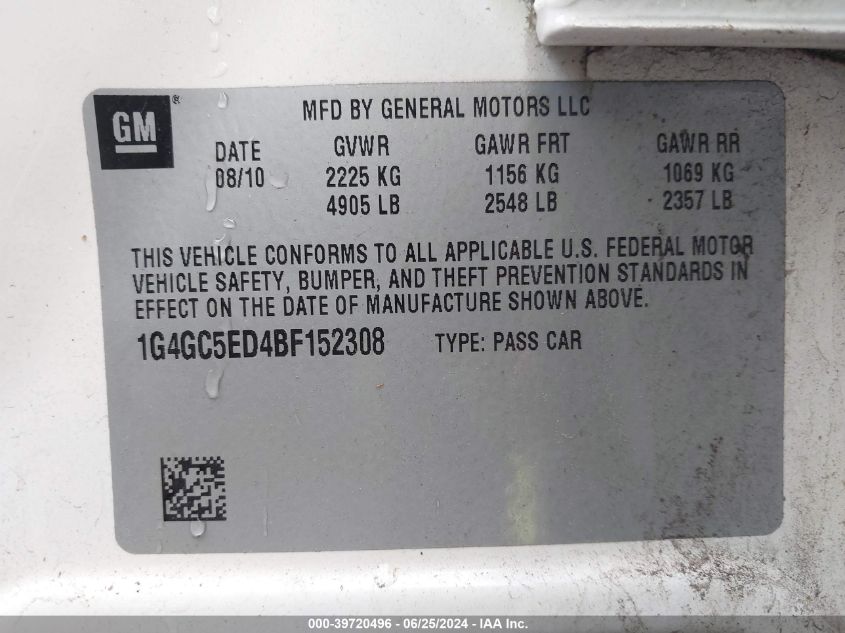 GM®
MFD BY GENERAL MOTORS LLC
DATE GVWR GAWR FRT GAWR RR
08/10 2225 KG 1156 KG 1069 KG
4905 LB 2548 LB 2357 LB
THIS VEHICLE CONFORMS TO ALL APPLICABLE U.S. FEDERAL MOTOR
VEHICLE SAFETY, BUMPER, AND THEFT PREVENTION STANDARDS IN
EFFECT ON THE DATE OF MANUFACTURE SHOWN ABOVE.
1G4GC5ED4BF152308 TYPE: PASS CAR
000-39720496 - 06/25/2024 - IAA Inc.